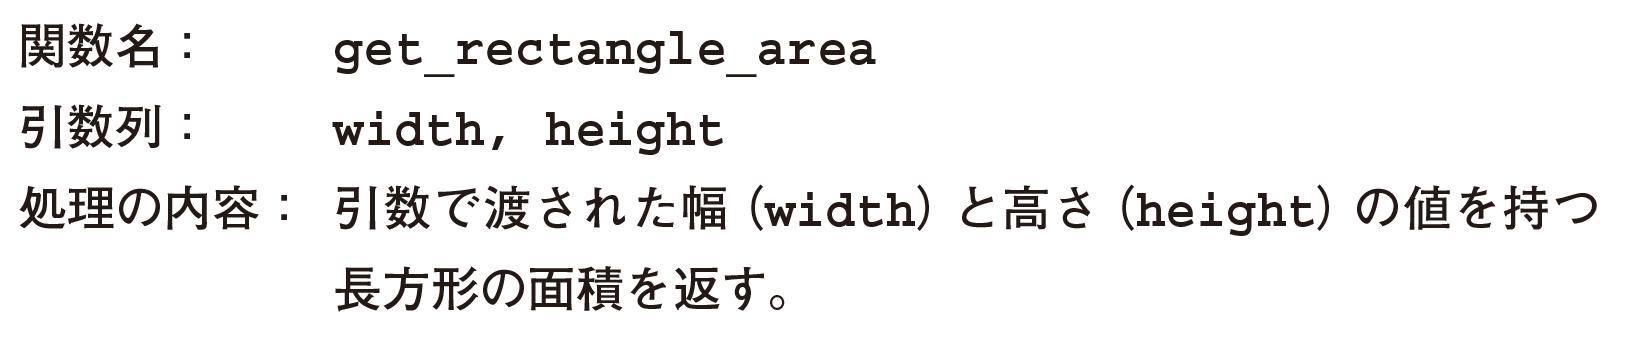 関数名： get_rectangle_area
引数列： width, height
処理の内容： 引数で渡された幅（width）と高さ（height）の値を持つ
長方形の面積を返す。